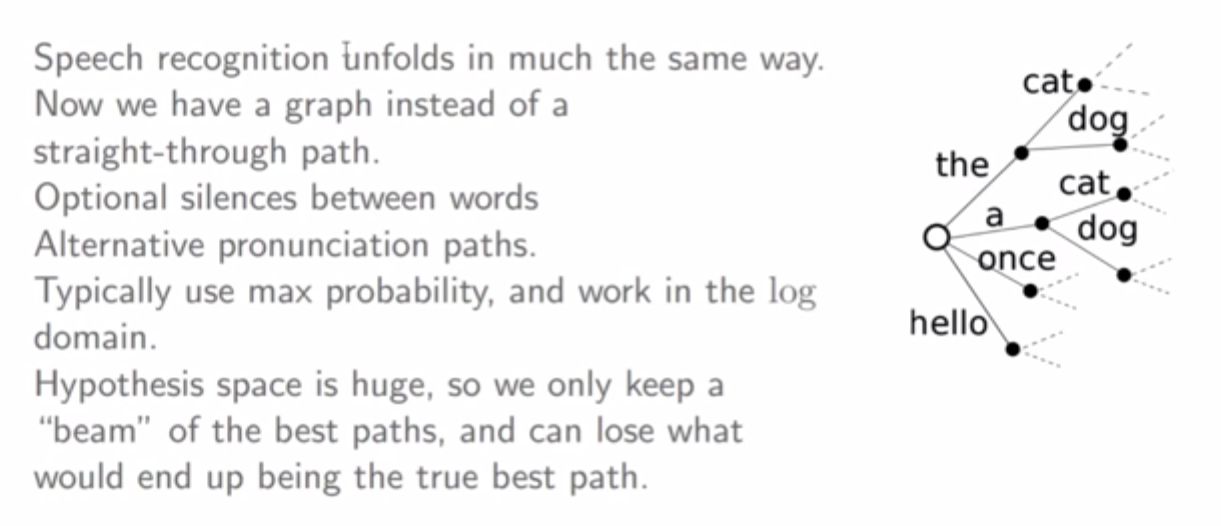 Speech recognition unfolds in much the same way.
Now we have a graph instead of a
straight-through path.
Optional silences between words
Alternative pronunciation paths.
Typically use max probability, and work in the log
domain.
Hypothesis space is huge, so we only keep a
“beam” of the best paths, and can lose what
would end up being the true best path.
cat
dog
the
cat
a
dog
once
hello